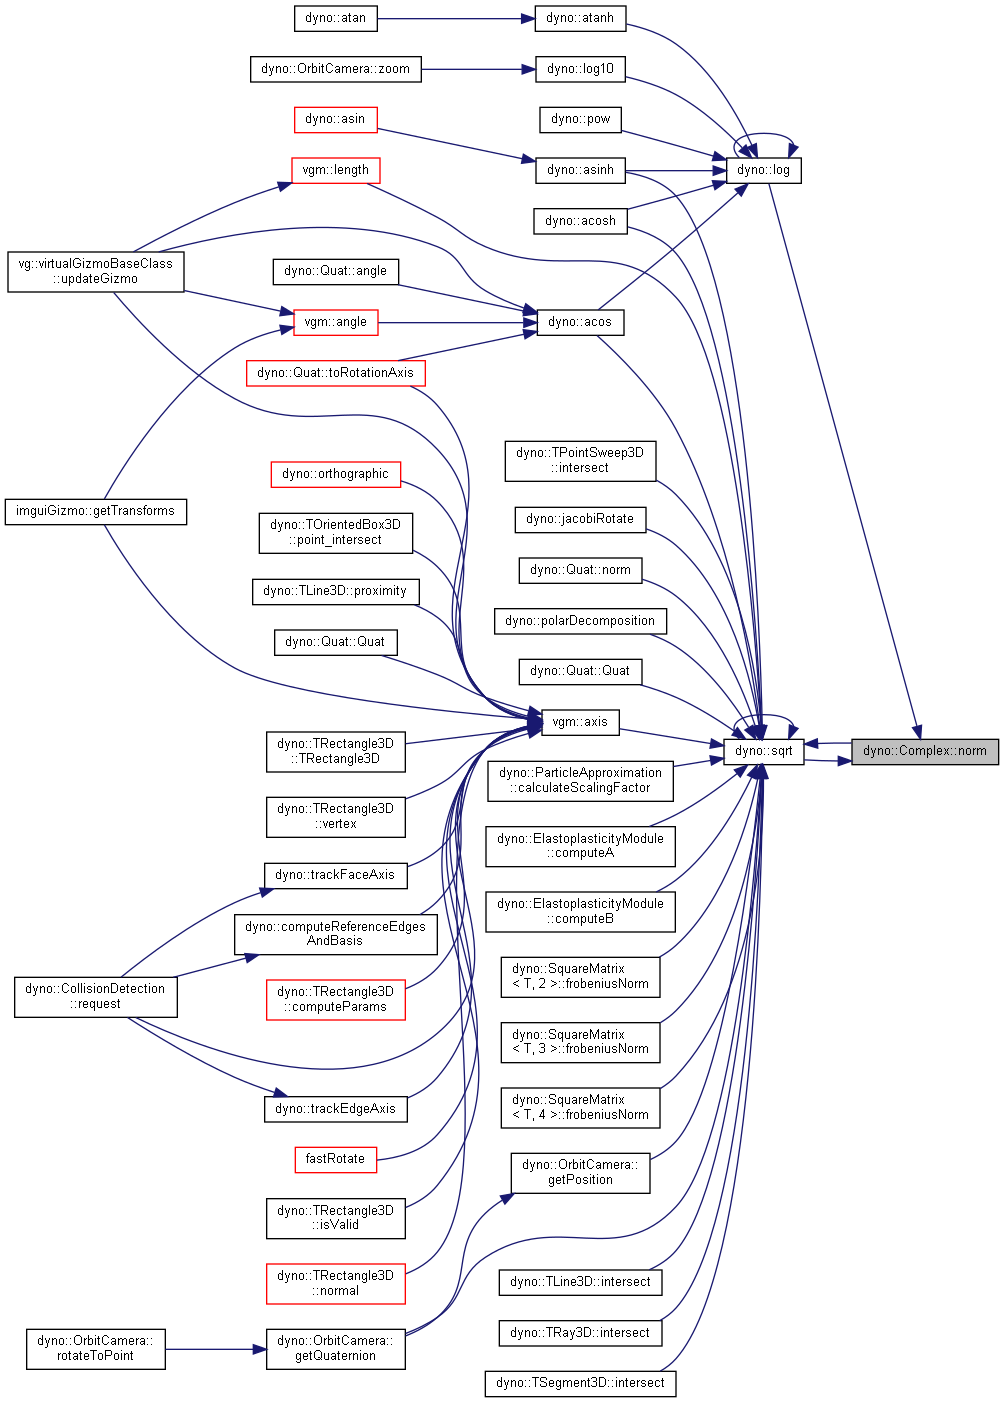 dyno::atan
dyno::atanh
dyno::OrbitCamera::zoom
dyno::log10
dyno::asin
dyno::pow
vgm::length
dyno::asinh
dyno::log
dyno::acosh
vg::virtualGizmoBaseClass
::updateGizmo
dyno::Quat::angle
vgm::angle
dyno::acos
dyno::Quat::toRotationAxis
dyno::orthographic
dyno::TPointSweep3D
::intersect
imguiGizmo::getTransforms
dyno::TOrientedBox3D
::point_intersect
dyno::jacobiRotate
dyno::TLine3D::proximity
dyno::Quat::norm
dyno::Quat::Quat
dyno::polarDecomposition
dyno::Quat::Quat
vgm::axis
dyno::TRectangle3D
::TRectangle3D
dyno::sqrt
dyno::Complex::norm
dyno::ParticleApproximation
::calculateScalingFactor
dyno::TRectangle3D
::vertex
dyno::ElastoplasticityModule
::computeA
dyno::trackFaceAxis
dyno::ElastoplasticityModule
::computeB
dyno::computeReferenceEdges
AndBasis
dyno::CollisionDetection
::request
dyno::TRectangle3D
::computeParams
dyno::SquareMatrix
< T, 2 >::frobeniusNorm
dyno::SquareMatrix
< T, 3 >::frobeniusNorm
dyno::trackEdgeAxis
dyno::SquareMatrix
< T, 4 >::frobeniusNorm
fastRotate
dyno::OrbitCamera::
getPosition
dyno::TRectangle3D
::isValid
dyno::TRectangle3D
::normal
dyno::TLine3D::intersect
dyno::OrbitCamera::
rotateToPoint
dyno::OrbitCamera::
getQuaternion
dyno::TRay3D::intersect
dyno::TSegment3D::intersect